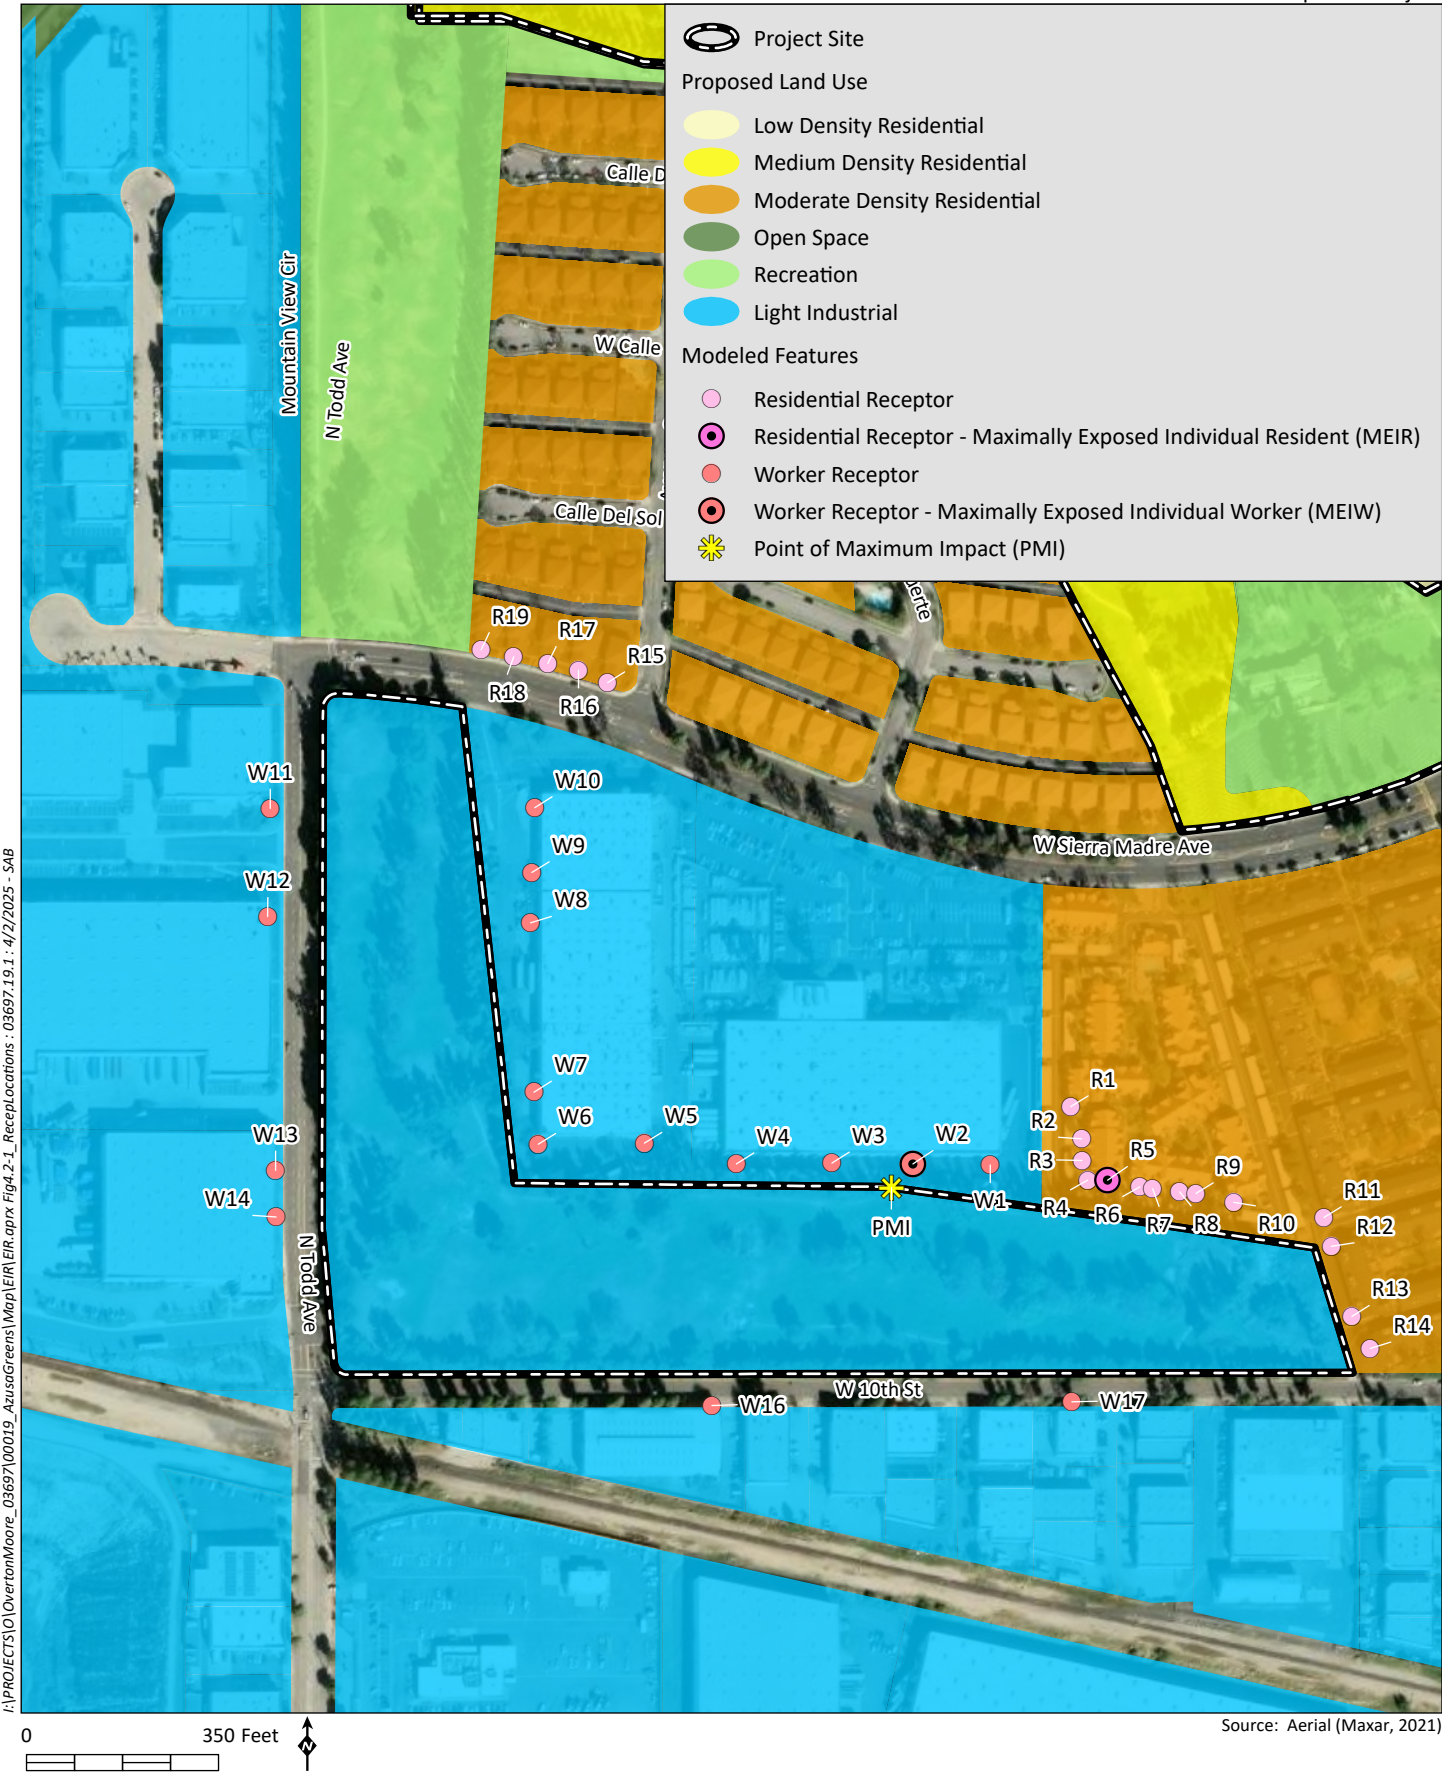 Project Site
Proposed Land Use
Low Density Residential
Medium Density Residential
Moderate Density Residential
Open Space
Recreation
Light Industrial
Modeled Features
Residential Receptor
Residential Receptor - Maximally Exposed Individual Resident (MEIR)
Worker Receptor
Worker Receptor - Maximally Exposed Individual Worker (MEIW)
Point of Maximum Impact (PMI)
Calle D
Mountain View Cir
N Todd Ave
W Calle
Calle Del Sol
uerte
R19
R17
R15
R18
R16
W11
W10
W9
W12
W8
W Sierra Madre Ave
W7
R1
W6
W5
R2
W13
W4
W3
W2
R5
R3
R9
W14
W1
R4
R6
R7
R8
R10
R11
PMI
R12
N Todd Ave
R13
R14
W 10th St
W16
W17
I:\PROJECTS\O\OvertonMoore_03697\00019_AzusaGreens\Map\EIR\EIR.aprx Fig4.2-1_RecepLocations : 03697.19.1 : 4/2/2025 - SAB
0
350 Feet
N
Source: Aerial (Maxar, 2021)